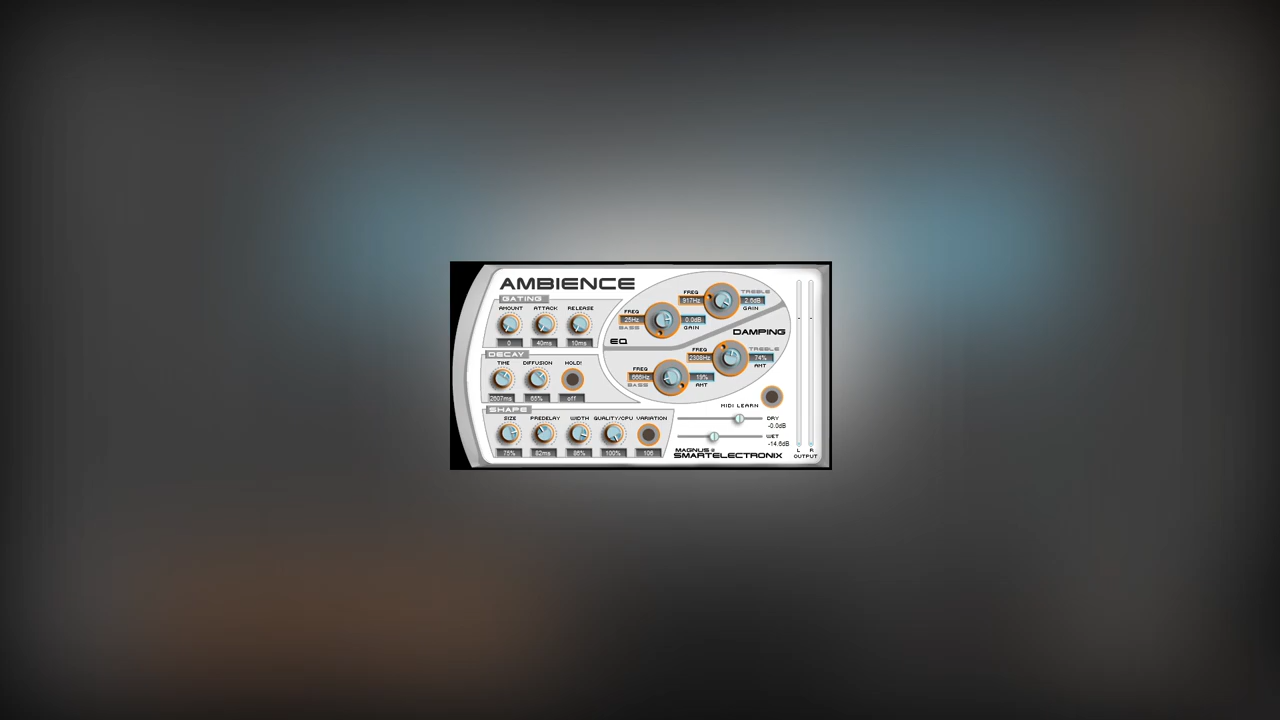 AMBIENCE
GATING
AMOUNT ATTACK RELEASE
0 40ms 10ms
DECAY
TIME DIFFUSION HOLD!
2607ms 65% off
SHAPE
SIZE PREDELAY WIDTH QUALITY/CPU VARIATION
75% 82ms 86% 100% 106
FREQ
917Hz
TREBLE
2.6dB
GAIN
FREQ
25Hz
BASS
0.0dB
GAIN
EQ
DAMPING
FREQ
2308Hz
TREBLE
74%
AMT
FREQ
BASS
19%
AMT
MIDI LEARN
DRY
-0.0dB
WET
-14.6dB
MAGNUS @
SMARTELECTRONIX
L R
OUTPUT